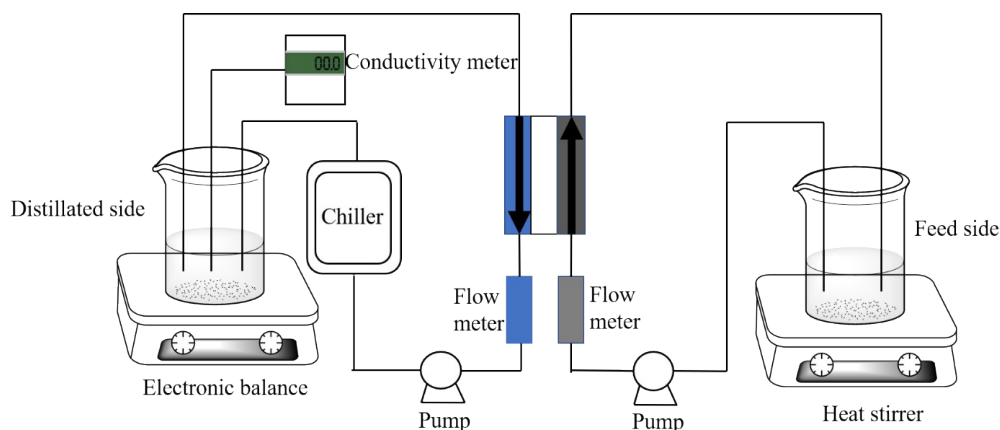 00.0
Conductivity meter
Distillated side
Chiller
Feed side
Flow
meter
Flow
meter
Electronic balance
Pump
Pump
Heat stirrer